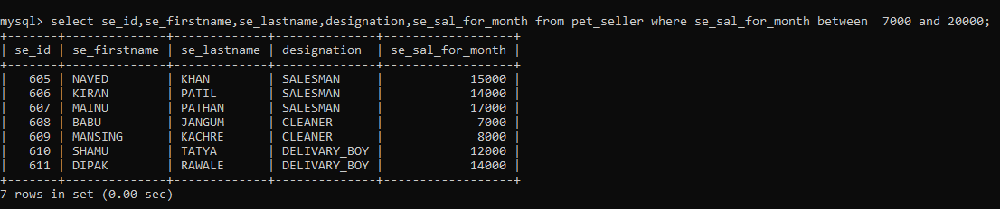 mysql> select se_id,se_firstname,se_lastname,designation,se_sal_for_month from pet_seller where se_sal_for_month between  7000 and 20000;
+-------+--------------+-------------+--------------+------------------+
| se_id | se_firstname | se_lastname | designation  | se_sal_for_month |
+-------+--------------+-------------+--------------+------------------+
|   605 | NAVED        | KHAN        | SALESMAN     |            15000 |
|   606 | KIRAN        | PATIL       | SALESMAN     |            14000 |
|   607 | MAINU        | PATHAN      | SALESMAN     |            17000 |
|   608 | BABU         | JANGUM      | CLEANER      |             7000 |
|   609 | MANSING      | KACHRE      | CLEANER      |             8000 |
|   610 | SHAMU        | TATYA       | DELIVARY_BOY |            12000 |
|   611 | DIPAK        | RAWALE      | DELIVARY_BOY |            14000 |
+-------+--------------+-------------+--------------+------------------+
7 rows in set (0.00 sec)